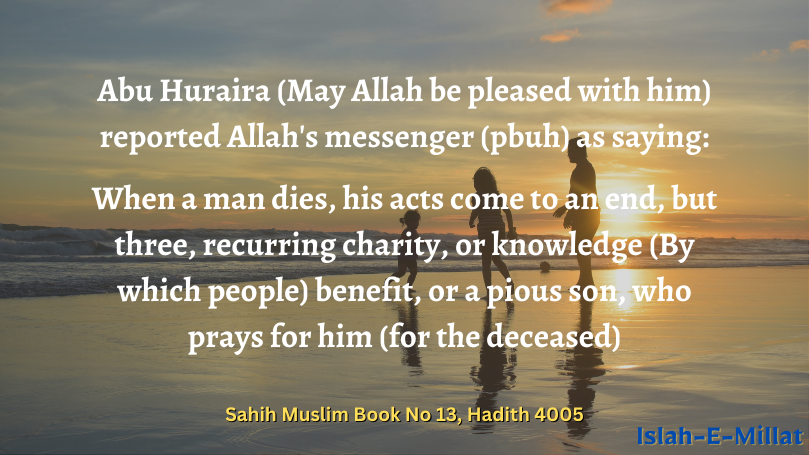 Abu Huraira (May Allah be pleased with him)
reported Allah's messenger (pbuh) as saying:
When a man dies, his acts come to an end, but
three, recurring charity, or knowledge (By
which people) benefit, or a pious son, who
prays for him (for the deceased)
Sahih Muslim Book No 13, Hadith 4005
Islah-E-Millat